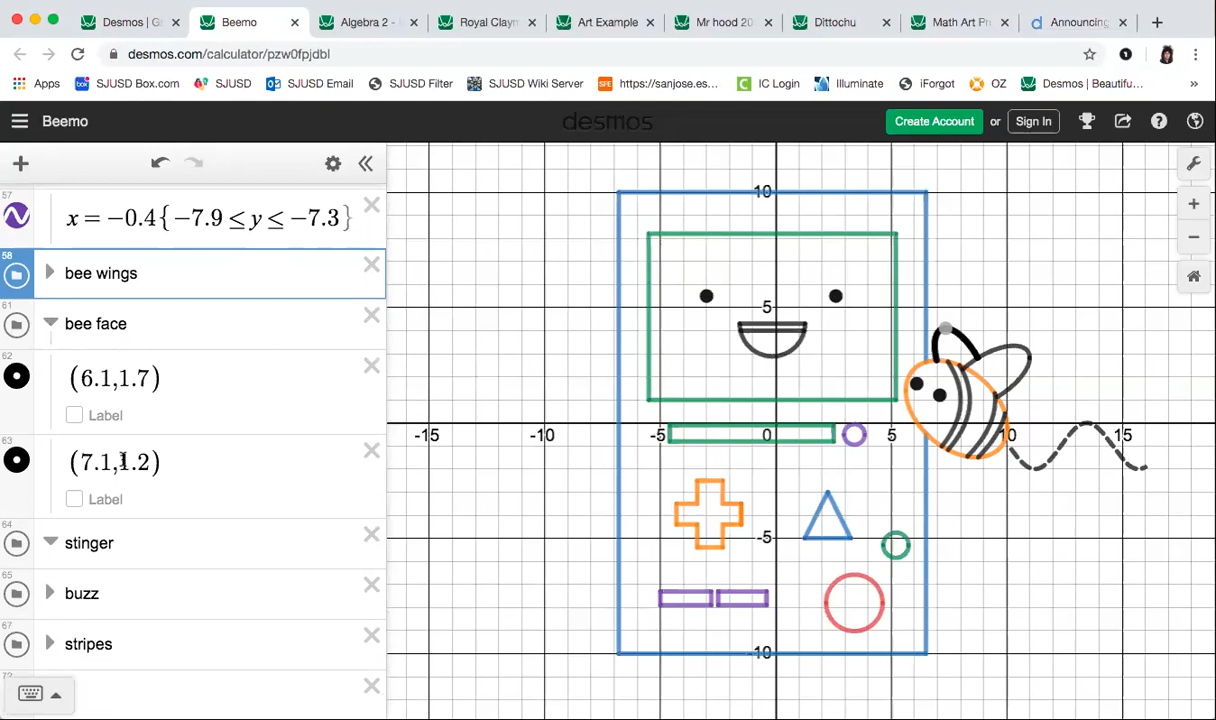 Desmos | G
Beemo
Algebra 2 -
Royal Claym
Art Example
Mr hood 20
Dittochu
Math Art Pr
Announcing
desmos.com/calculator/pzw0fpjdbl
Apps
SJUSD Box.com
SJUSD
SJUSD Email
SJUSD Filter
SJUSD Wiki Server
SFE https://sanjose.es...
IC Login
Illuminate
iForgot
OZ
Desmos | Beautifu...
»
Beemo
desmos
Create Account or Sign In
57
x = −0.4{−7.9 ≤ y ≤ −7.3}
58
bee wings
61
bee face
62
(6.1,1.7)
Label
63
(7.1,1.2)
Label
64
stinger
65
buzz
67
stripes
10
5
-15 -10 -5 0 5 10 15
-5
-10